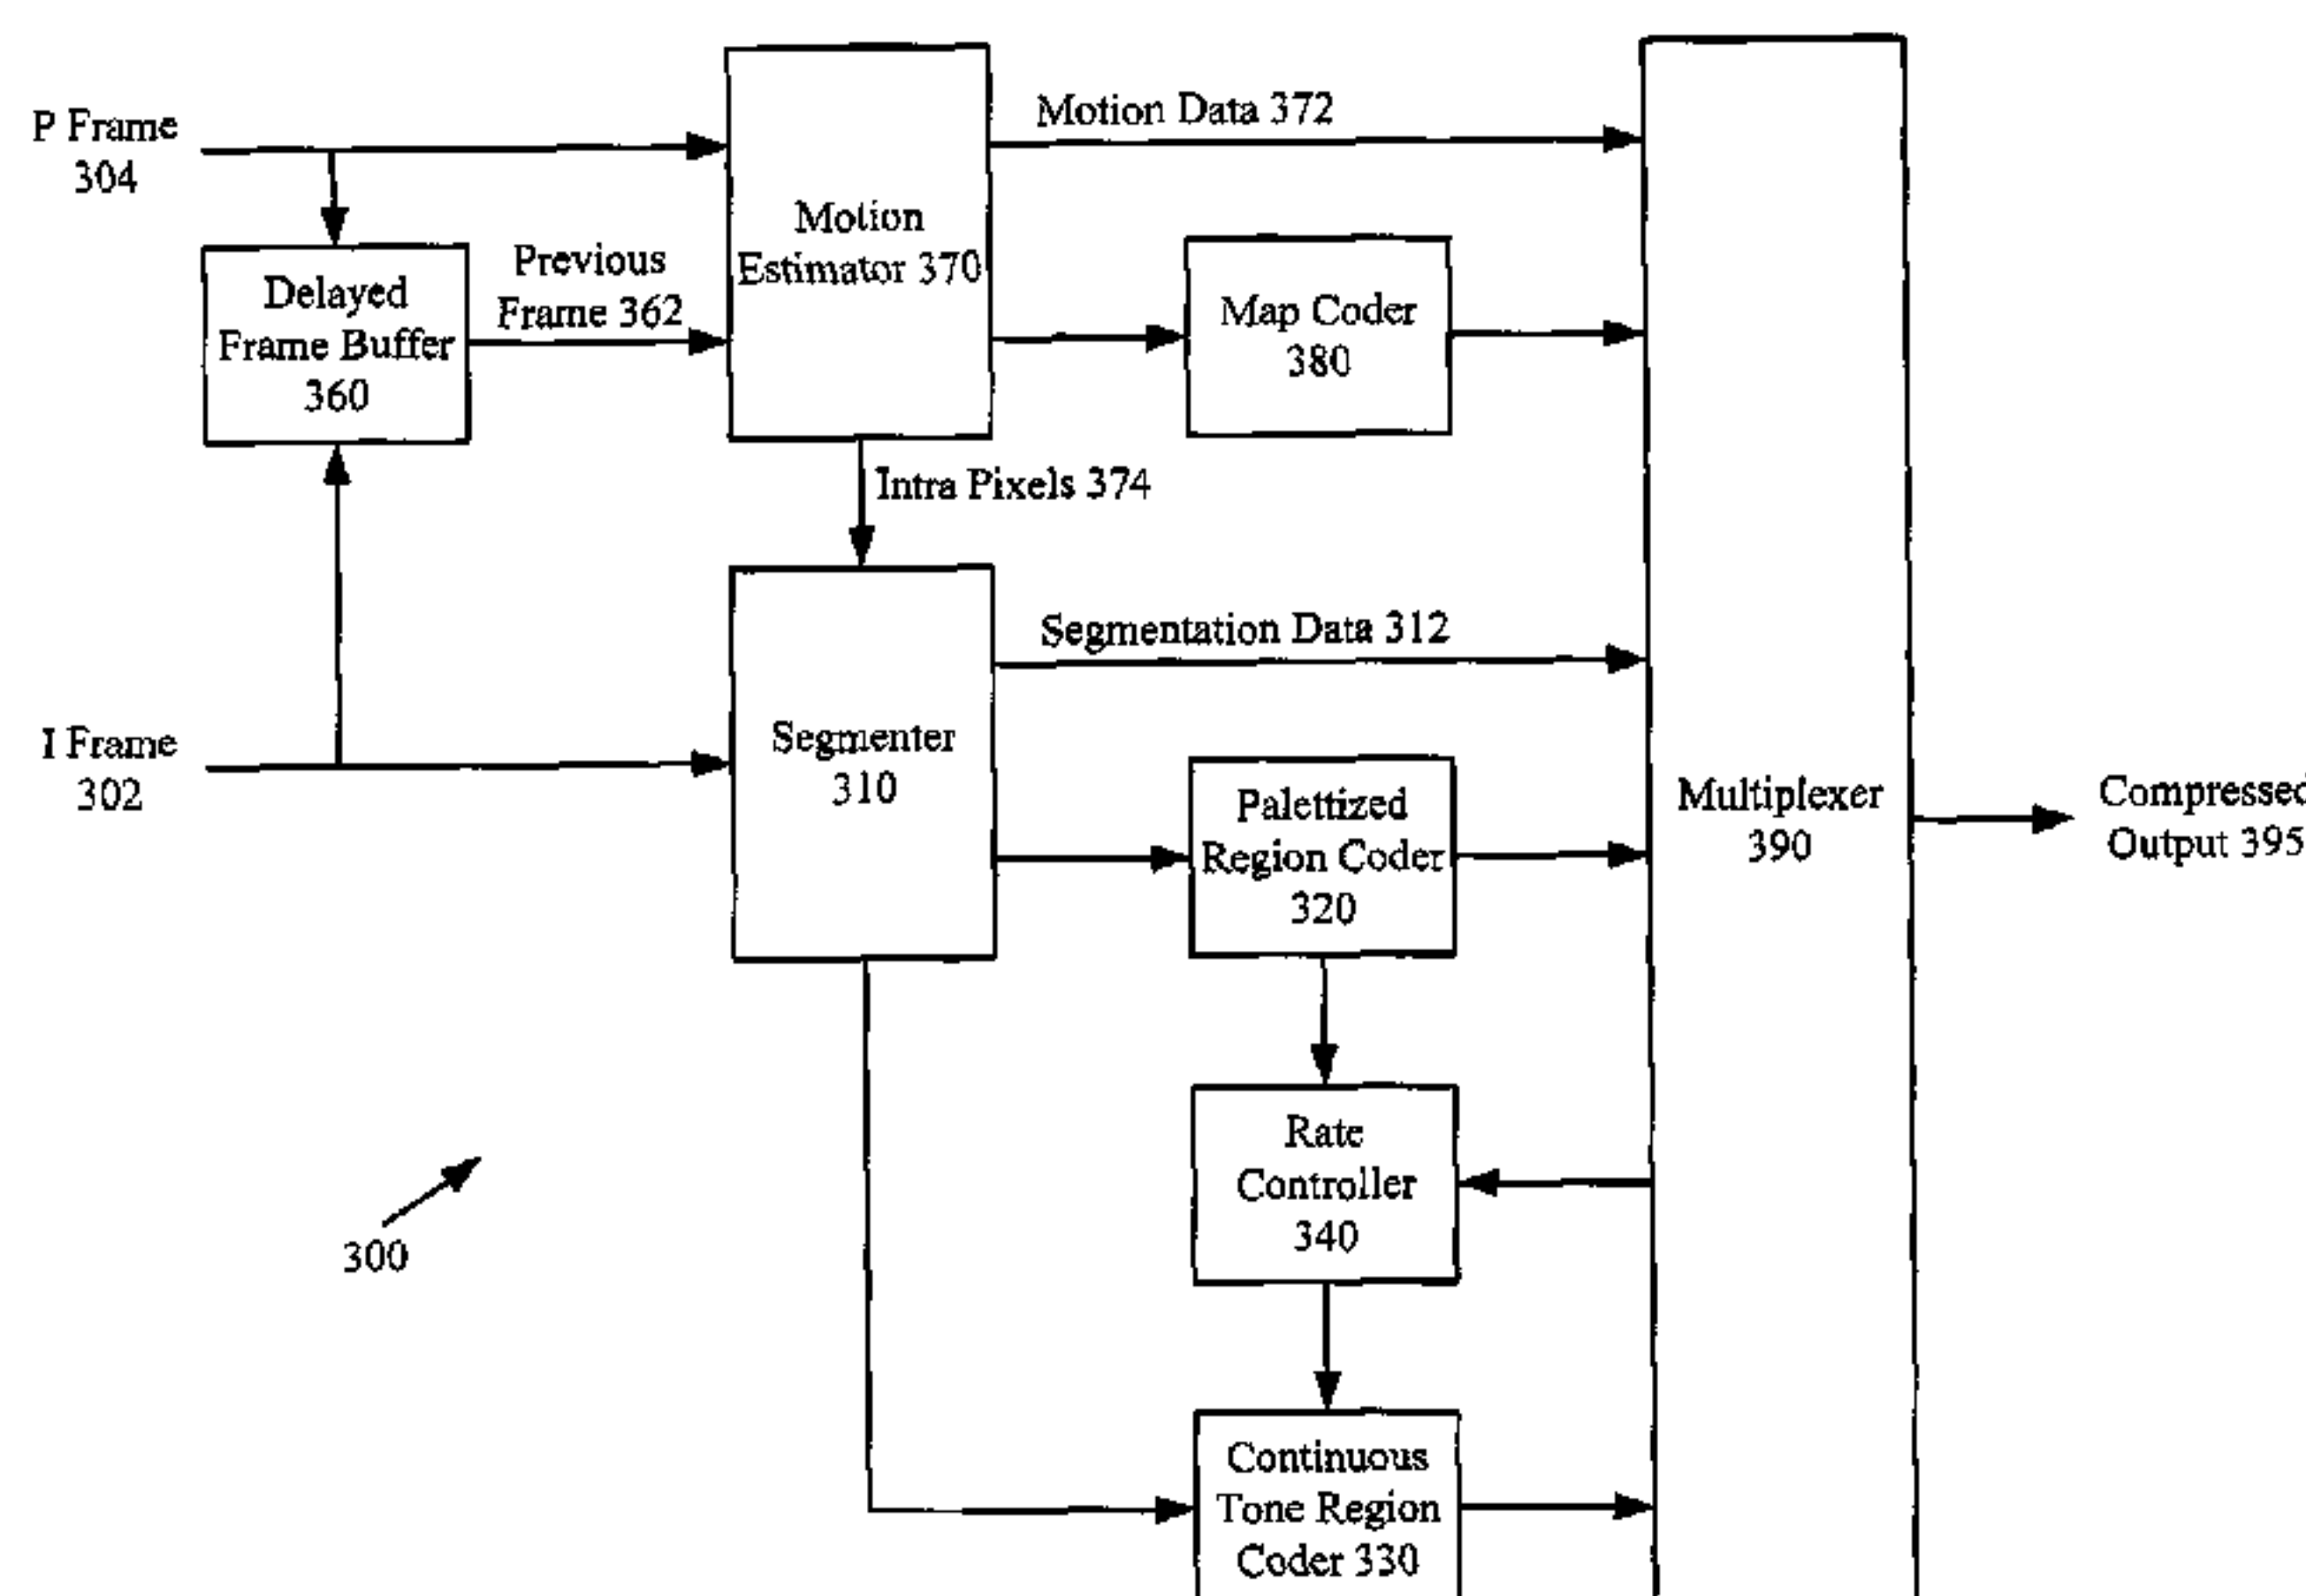 P Frame
304
Motion Data 372
Motion
Estimator 370
Delayed
Frame Buffer
360
Previous
Frame 362
Map Coder
380
Intra Pixels 374
Segmentation Data 312
I Frame
302
Segmenter
310
Palettized
Region Coder
320
Multiplexer
390
Compressed
Output 395
Rate
Controller
340
300
Continuous
Tone Region
Coder 330